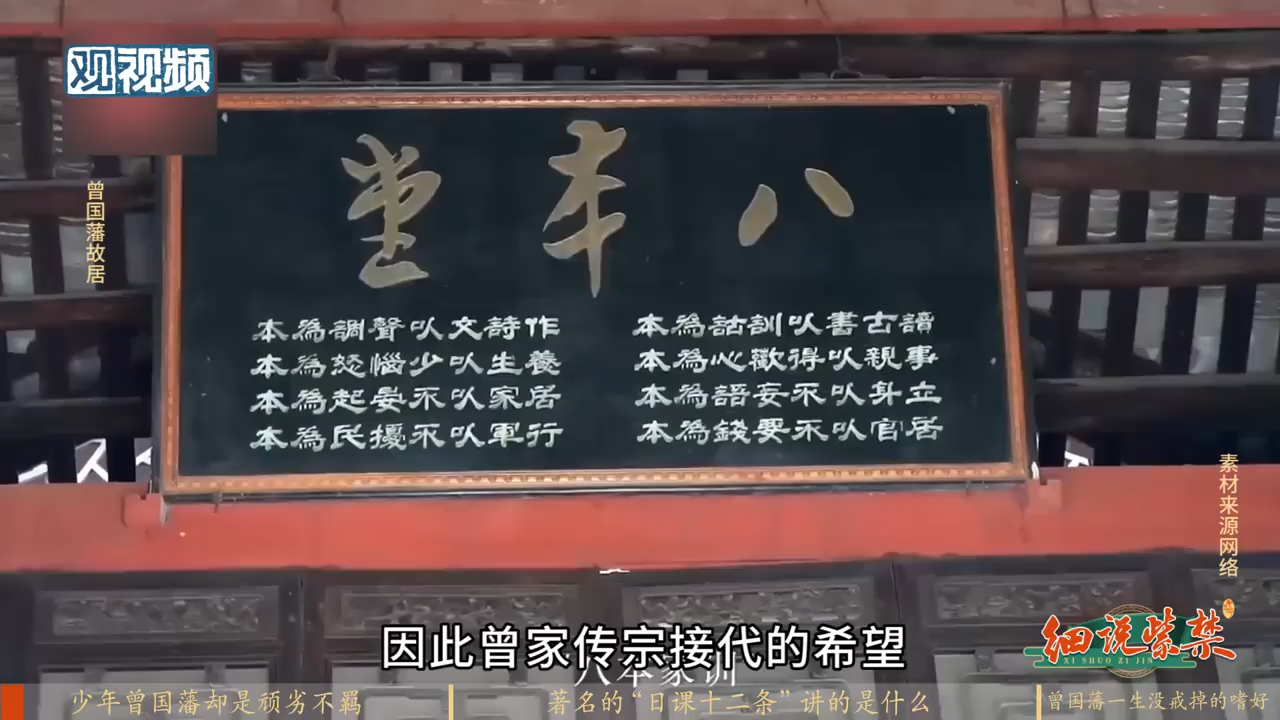 观视频
曾国藩故居
八本堂
讀古書以訓詁為本
作詩文以聲調為本
事親以得歡心為本
養生以少惱怒為本
立身以不妄語為本
居家以不晏起為本
居官以不要錢為本
行軍以不擾民為本
素材来源网络
因此曾家传宗接代的希望
八本家训
细说紫禁
XI SHUO ZI JIN
少年曾国藩却是顽劣不羁
著名的“日课十二条”讲的是什么
曾国藩一生没戒掉的嗜好